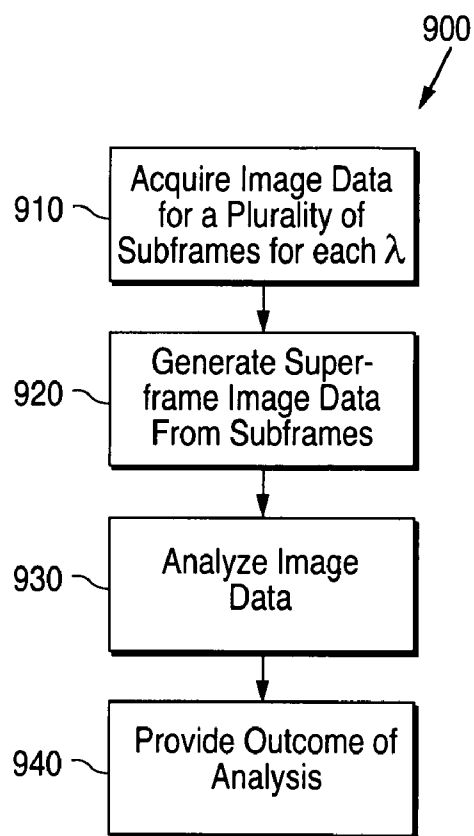 900
910
Acquire Image Data
for a Plurality of
Subframes for each λ
920
Generate Super-
frame Image Data
From Subframes
930
Analyze Image
Data
940
Provide Outcome of
Analysis